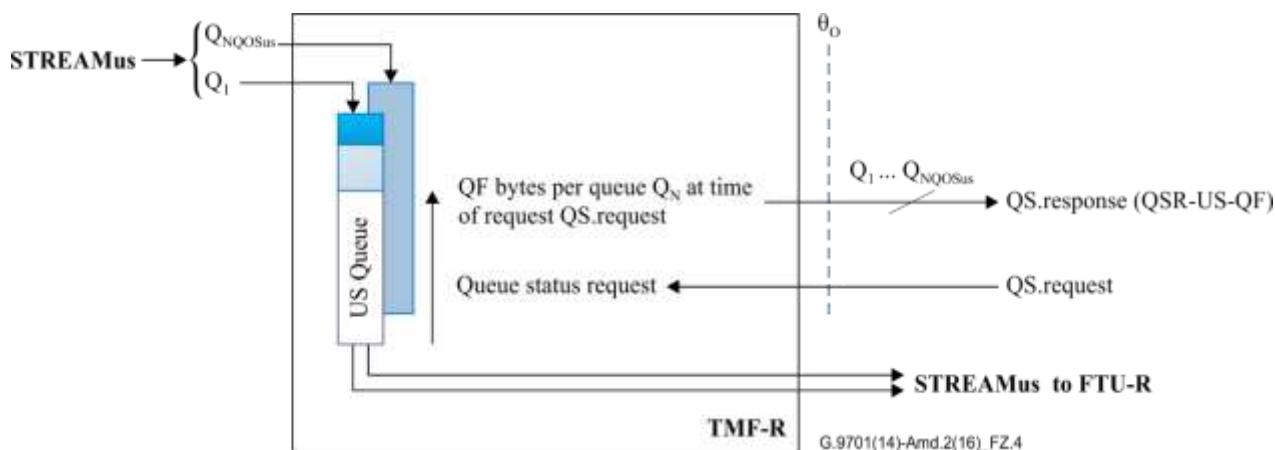 θO
STREAMus
QNQOSus
Q1
US Queue
QF bytes per queue QN at time
of request QS.request
Q1 ... QNQOSus
QS.response (QSR-US-QF)
Queue status request
QS.request
STREAMus to FTU-R
TMF-R
G.9701(14)-Amd.2(16)_FZ.4